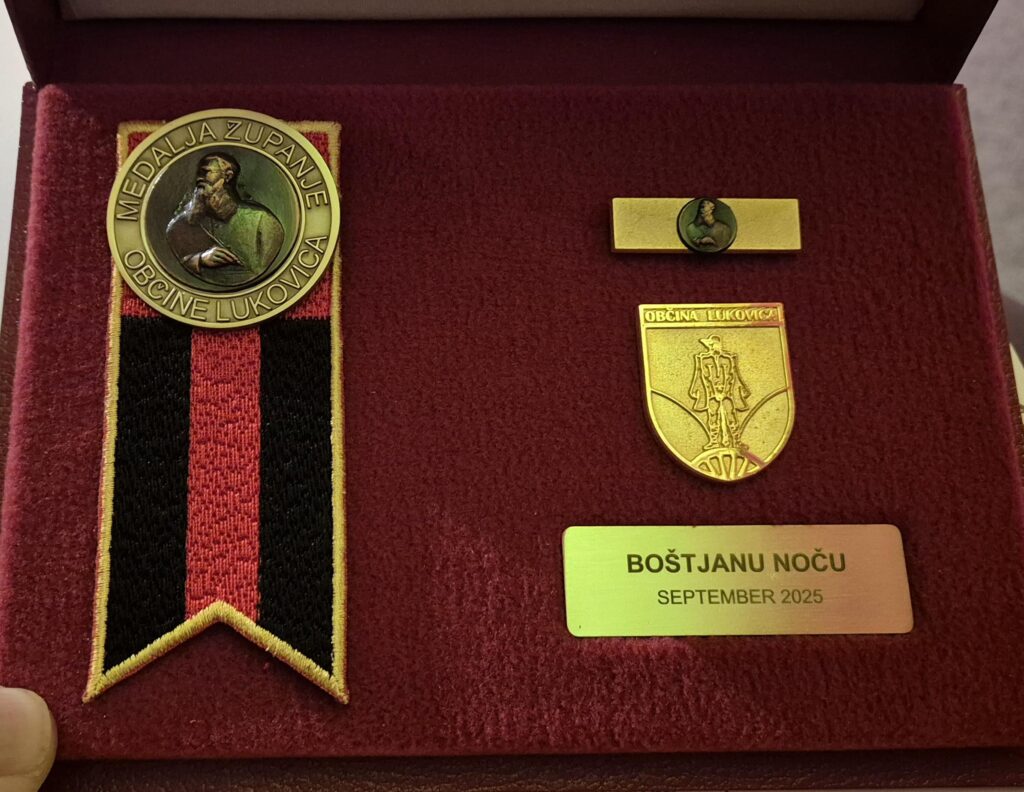 MEDALJA ŽUPANJE
OBČINE LUKOVICA
OBČINA LUKOVICA
BOŠTJANU NOČU
SEPTEMBER 2025